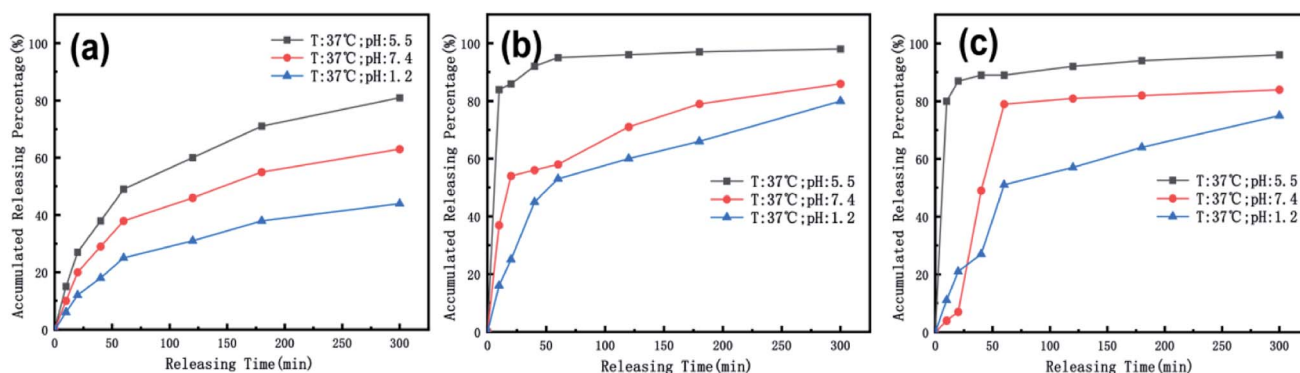 (a)
T:37℃;pH:5.5
T:37℃;pH:7.4
T:37℃;pH:1.2
Accumulated Releasing Percentage(%)
100
80
60
40
20
0
0 50 100 150 200 250 300
Releasing Time(min)
(b)
T:37℃;pH:5.5
T:37℃;pH:7.4
T:37℃;pH:1.2
Accumulated Releasing Percentage(%)
100
80
60
40
20
0
0 50 100 150 200 250 300
Releasing Time(min)
(c)
T:37℃;pH:5.5
T:37℃;pH:7.4
T:37℃;pH:1.2
Accumulated Releasing Percentage(%)
100
80
60
40
20
0
0 50 100 150 200 250 300
Releasing Time(min)